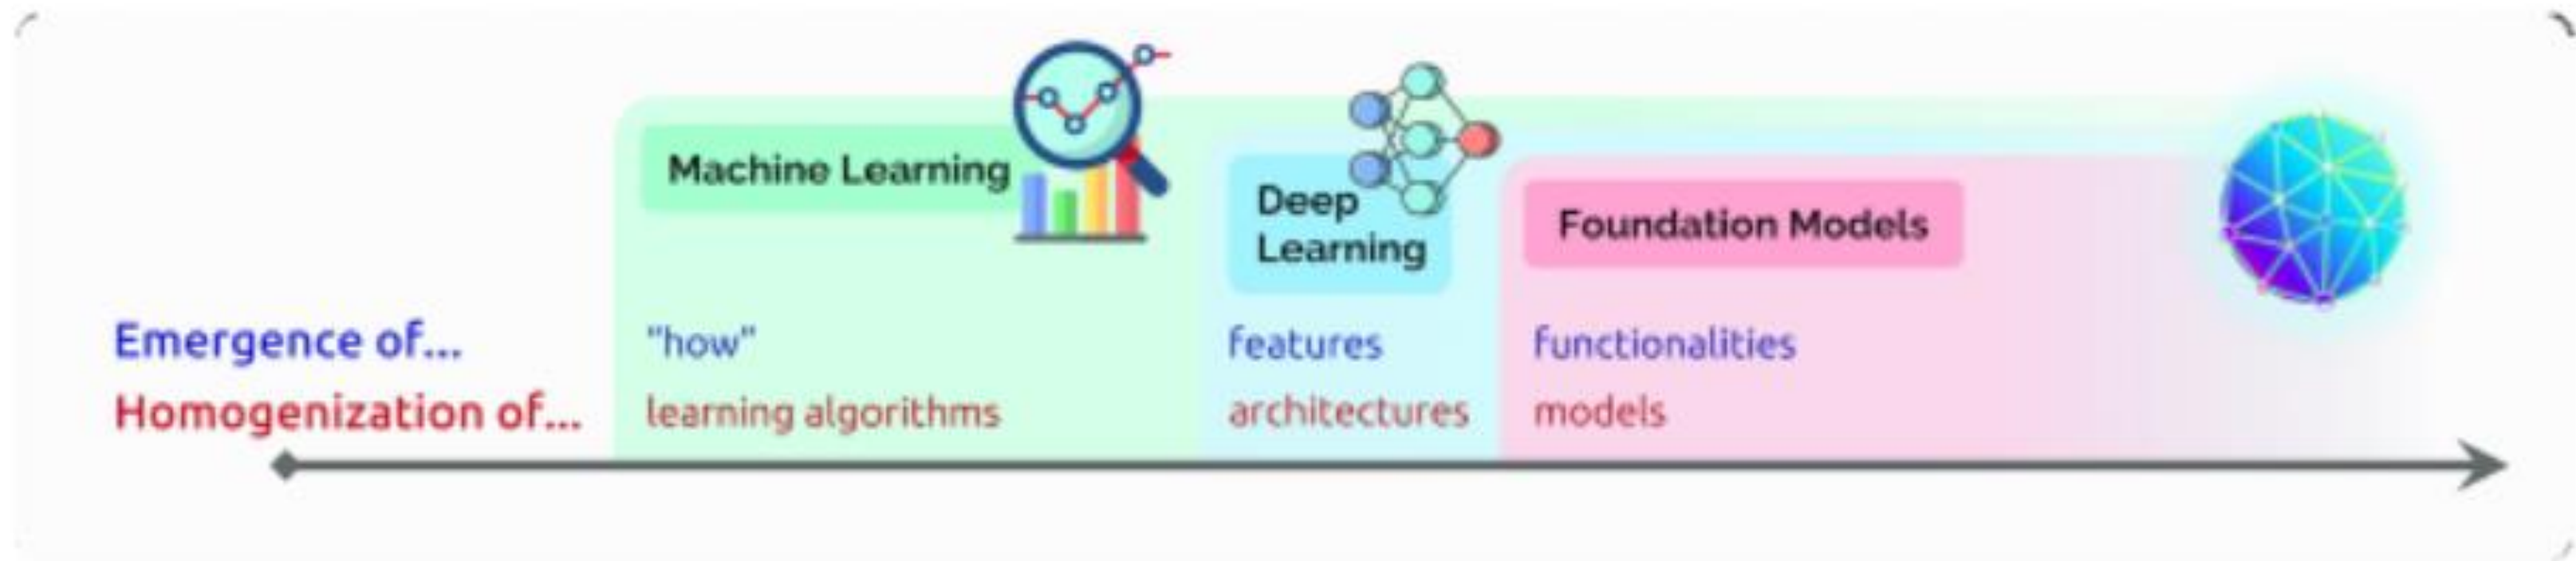 Machine Learning
Deep
Learning
Foundation Models
Emergence of... "how" features functionalities
Homogenization of... learning algorithms architectures models